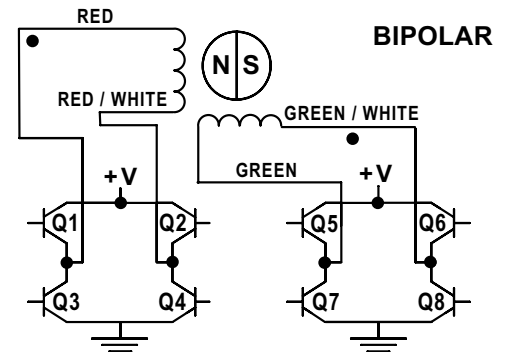 RED
BIPOLAR
N S
RED / WHITE
GREEN / WHITE
GREEN
+V
+V
Q1 Q2 Q5 Q6
Q3 Q4 Q7 Q8